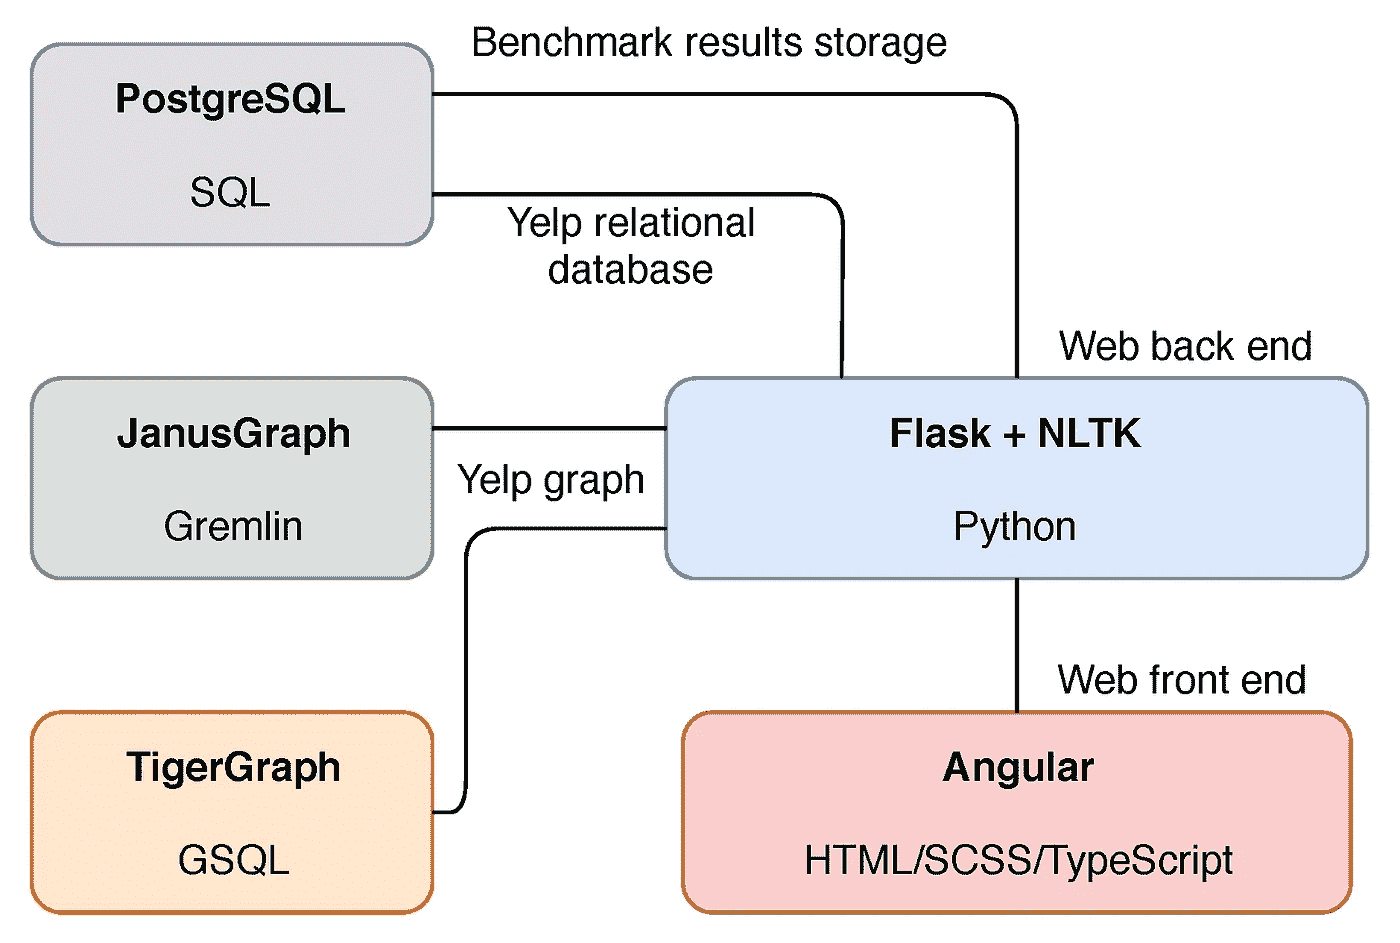 Benchmark results storage
PostgreSQL
SQL
Yelp relational
database
Web back end
JanusGraph
Gremlin
Yelp graph
Flask + NLTK
Python
Web front end
TigerGraph
GSQL
Angular
HTML/SCSS/TypeScript